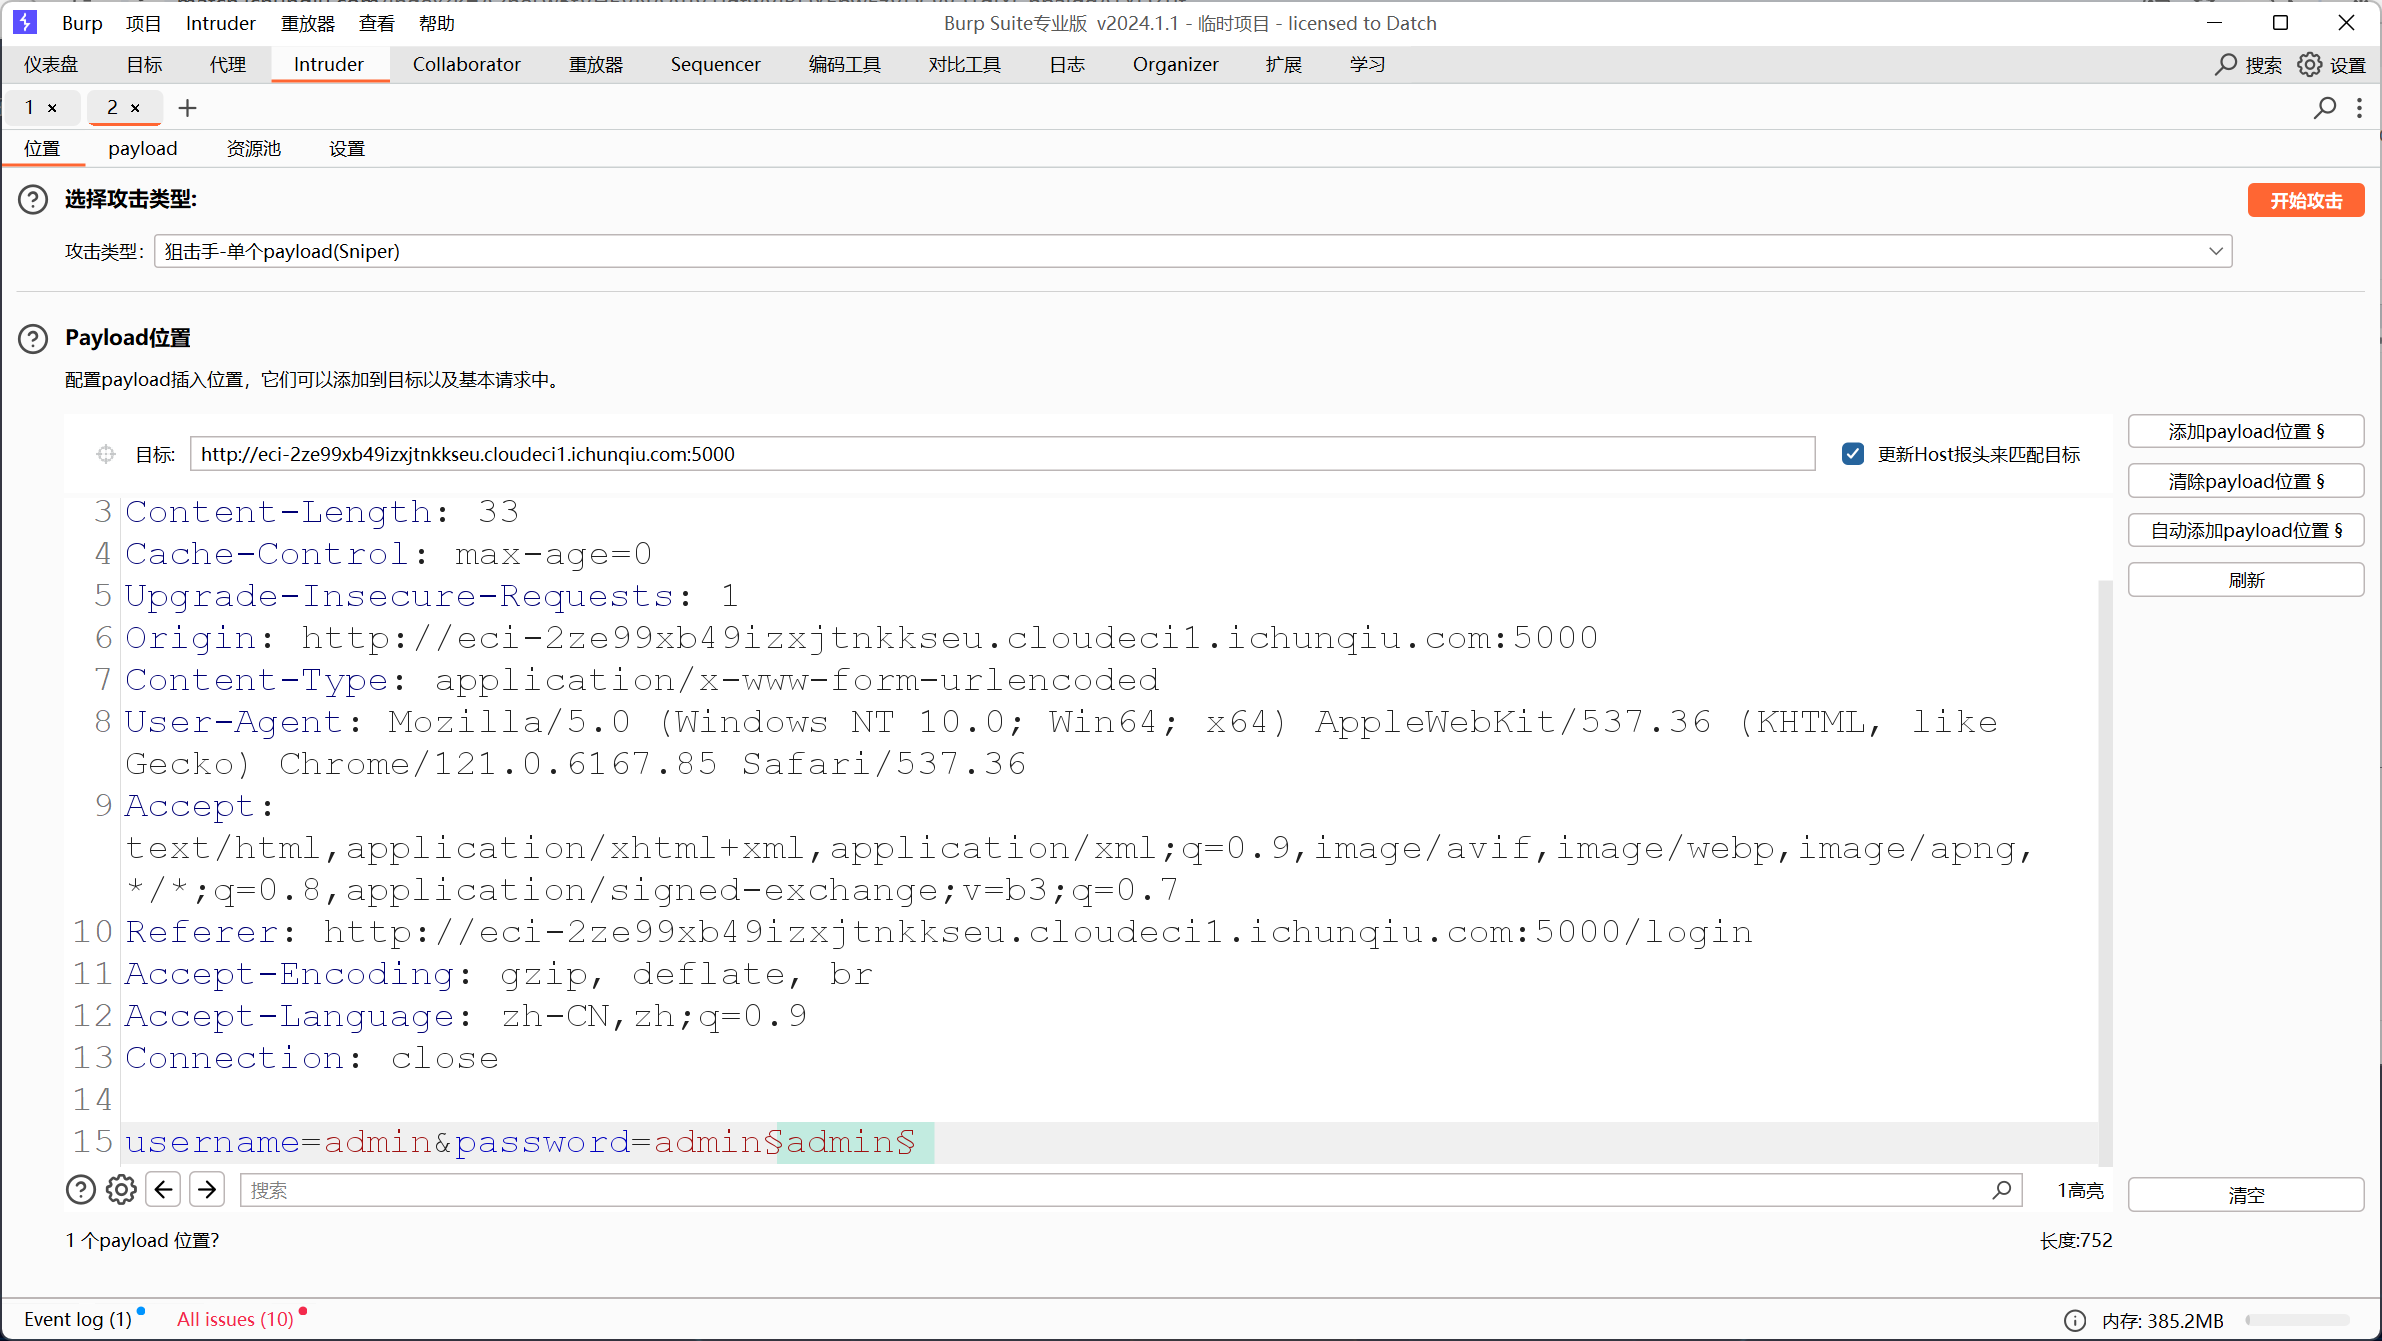 Burp 项目 Intruder 重放器 查看 帮助 Burp Suite专业版 v2024.1.1 - 临时项目 - licensed to Datch
仪表盘 目标 代理 Intruder Collaborator 重放器 Sequencer 编码工具 对比工具 日志 Organizer 扩展 学习 搜索 设置
1 × 2 × +
位置 payload 资源池 设置
选择攻击类型:
开始攻击
攻击类型: 狙击手-单个payload(Sniper)
Payload位置
配置payload插入位置，它们可以添加到目标以及基本请求中。
目标: http://eci-2ze99xb49izxjtnkkseu.cloudeci1.ichunqiu.com:5000 更新Host报头来匹配目标
添加payload位置 §
清除payload位置 §
自动添加payload位置 §
刷新
3 Content-Length: 33
4 Cache-Control: max-age=0
5 Upgrade-Insecure-Requests: 1
6 Origin: http://eci-2ze99xb49izxjtnkkseu.cloudeci1.ichunqiu.com:5000
7 Content-Type: application/x-www-form-urlencoded
8 User-Agent: Mozilla/5.0 (Windows NT 10.0; Win64; x64) AppleWebKit/537.36 (KHTML, like
Gecko) Chrome/121.0.6167.85 Safari/537.36
9 Accept:
text/html,application/xhtml+xml,application/xml;q=0.9,image/avif,image/webp,image/apng,
*/*;q=0.8,application/signed-exchange;v=b3;q=0.7
10 Referer: http://eci-2ze99xb49izxjtnkkseu.cloudeci1.ichunqiu.com:5000/login
11 Accept-Encoding: gzip, deflate, br
12 Accept-Language: zh-CN,zh;q=0.9
13 Connection: close
14
15 username=admin&password=admin§admin§
搜索 1高亮
清空
1 个payload 位置? 长度:752
Event log (1) All issues (10) 内存: 385.2MB